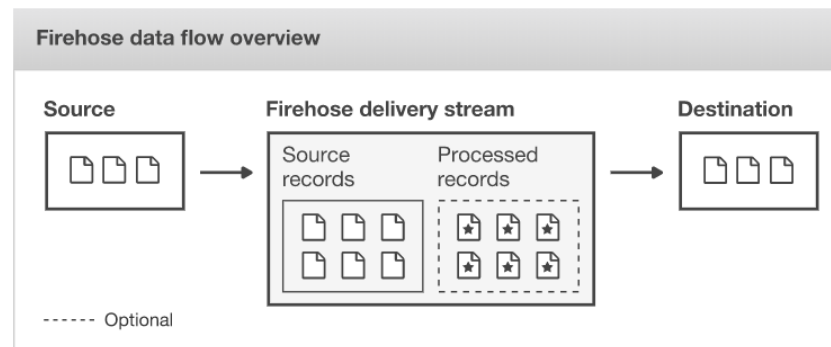 Firehose data flow overview
Source
Firehose delivery stream
Destination
Source
records
Processed
records
Optional